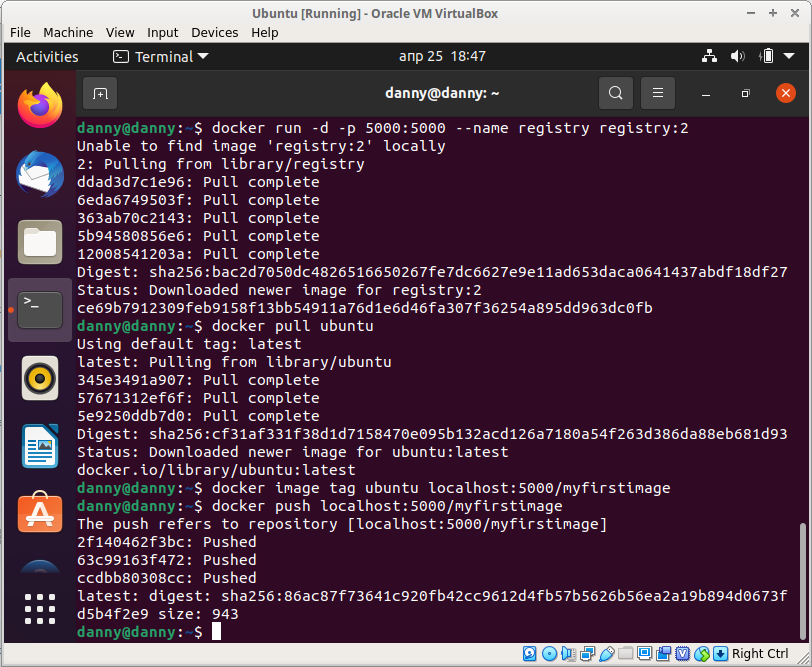 Ubuntu [Running] - Oracle VM VirtualBox
File Machine View Input Devices Help
Activities Terminal апр 25 18:47
danny@danny: ~
danny@danny:~$ docker run -d -p 5000:5000 --name registry registry:2
Unable to find image 'registry:2' locally
2: Pulling from library/registry
ddad3d7c1e96: Pull complete
6eda6749503f: Pull complete
363ab70c2143: Pull complete
5b94580856e6: Pull complete
12008541203a: Pull complete
Digest: sha256:bac2d7050dc4826516650267fe7dc6627e9e11ad653daca0641437abdf18df27
Status: Downloaded newer image for registry:2
ce69b7912309feb9158f13bb54911a76d1e6d46fa307f36254a895dd963dc0fb
danny@danny:~$ docker pull ubuntu
Using default tag: latest
latest: Pulling from library/ubuntu
345e3491a907: Pull complete
57671312ef6f: Pull complete
5e9250ddb7d0: Pull complete
Digest: sha256:cf31af331f38d1d7158470e095b132acd126a7180a54f263d386da88eb681d93
Status: Downloaded newer image for ubuntu:latest
docker.io/library/ubuntu:latest
danny@danny:~$ docker image tag ubuntu localhost:5000/myfirstimage
danny@danny:~$ docker push localhost:5000/myfirstimage
The push refers to repository [localhost:5000/myfirstimage]
2f140462f3bc: Pushed
63c99163f472: Pushed
ccdbb80308cc: Pushed
latest: digest: sha256:86ac87f73641c920fb42cc9612d4fb57b5626b56ea2a19b894d0673f
d5b4f2e9 size: 943
danny@danny:~$
Right Ctrl